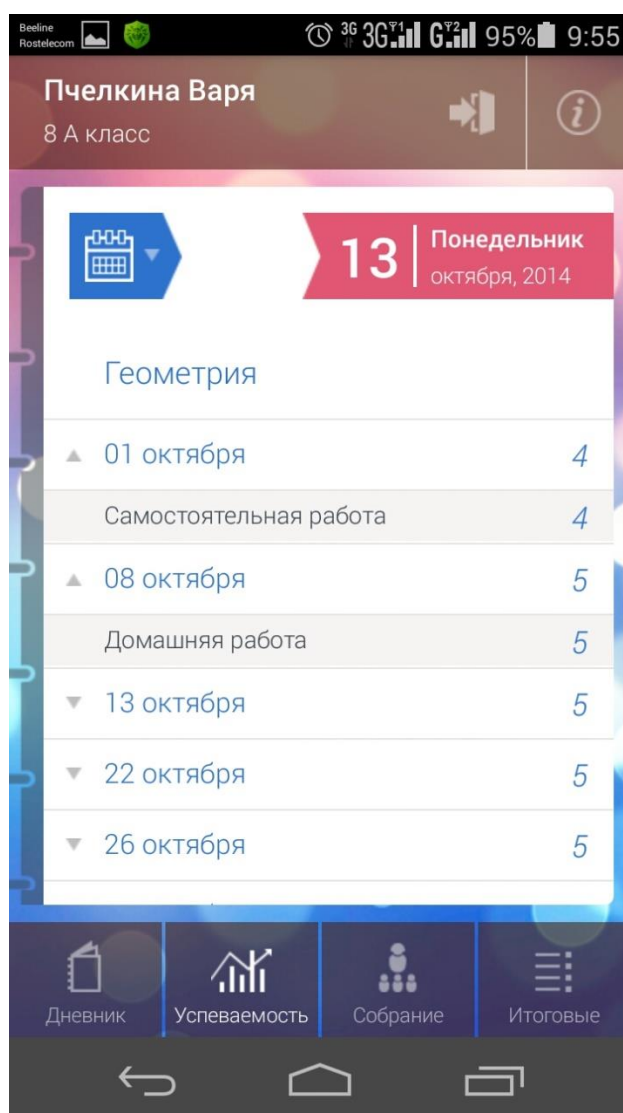 Beeline
Rostelecom
3G 3G G 95% 9:55
Пчелкина Варя
8 А класс
13 Понедельник
октября, 2014
Геометрия
01 октября 4
Самостоятельная работа 4
08 октября 5
Домашняя работа 5
13 октября 5
22 октября 5
26 октября 5
Дневник Успеваемость Собрание Итоговые